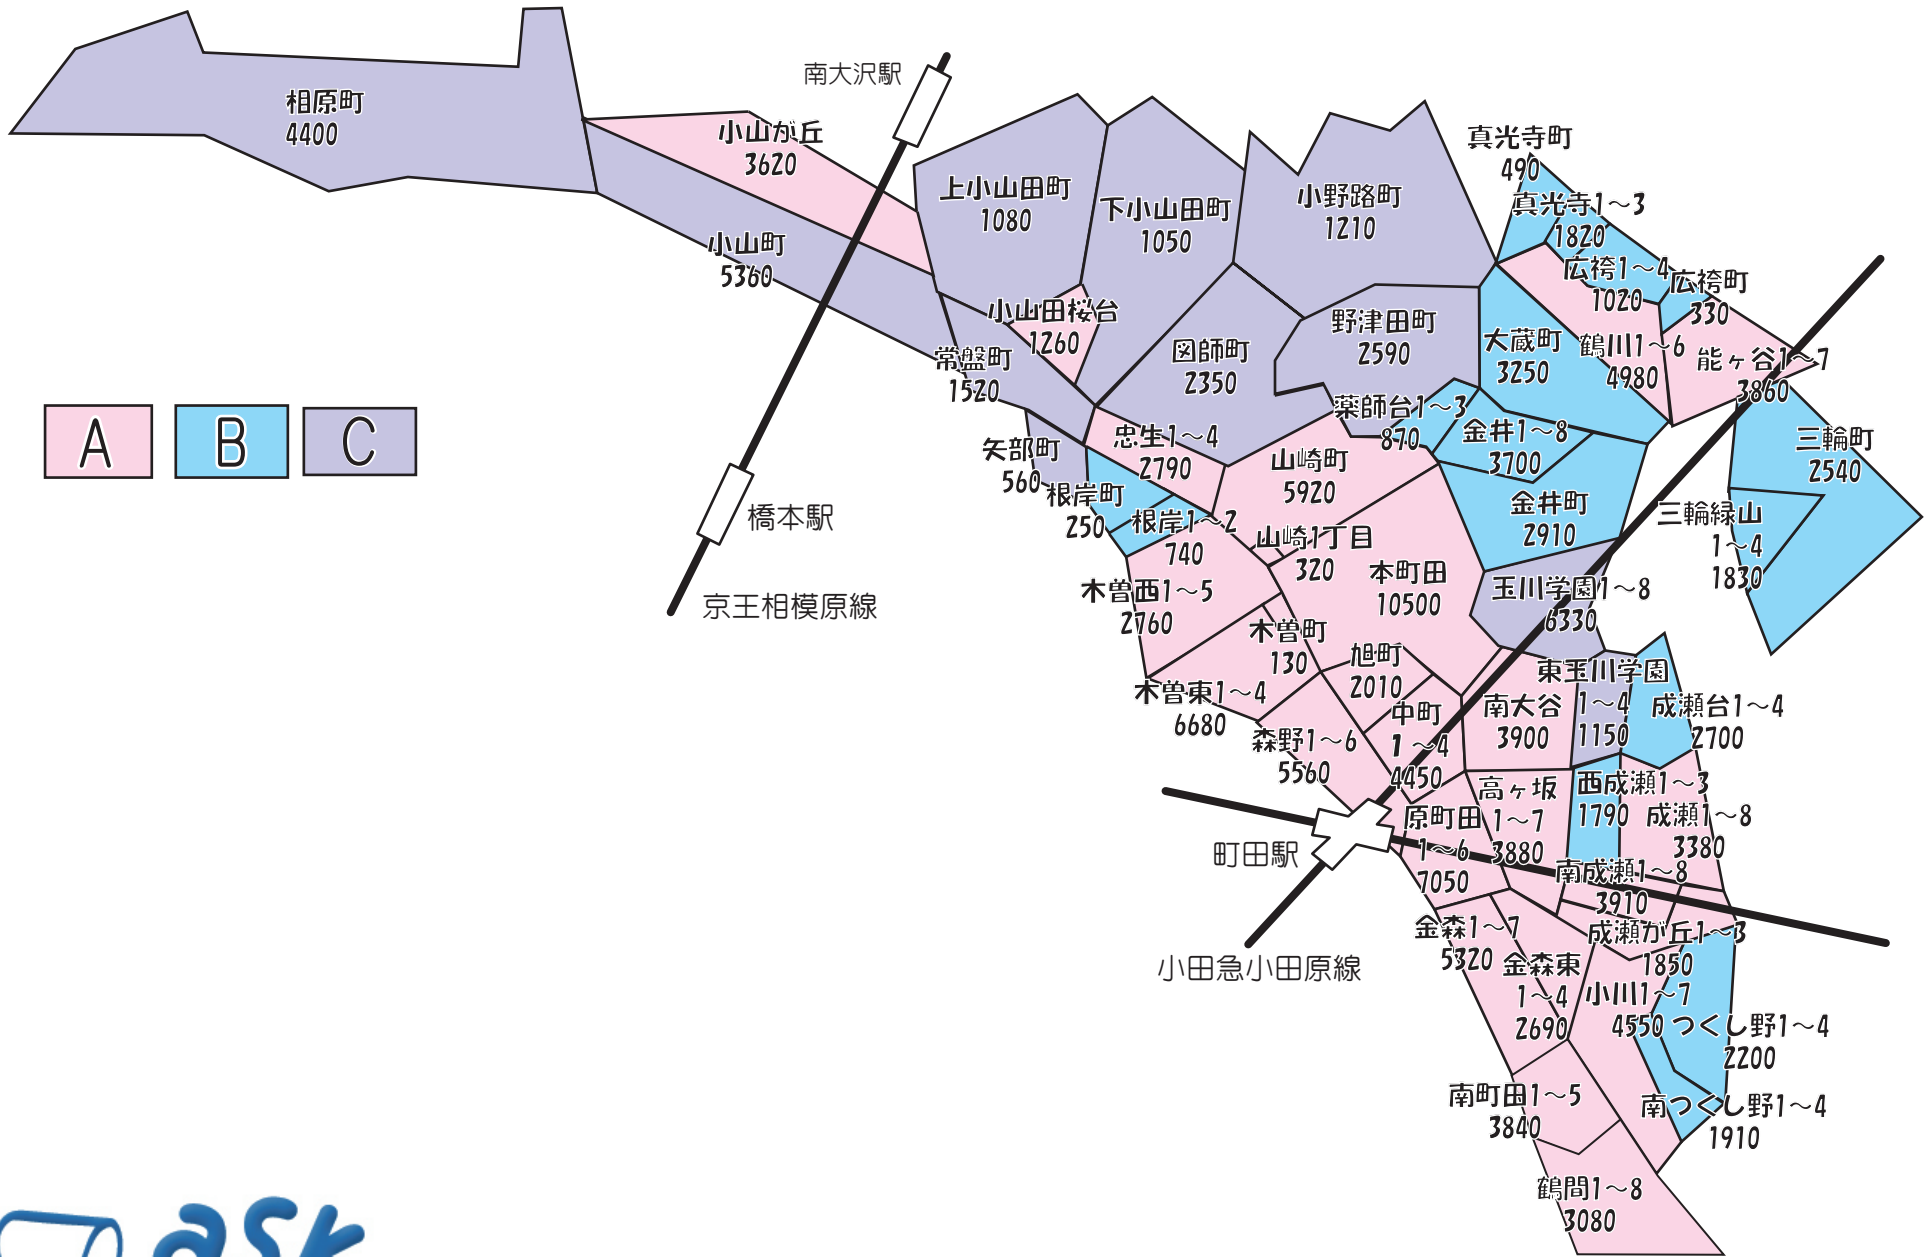 南大沢駅
相原町
4400
小山が丘
3620
上小山田町
1080
下小山田町
1050
小野路町
1210
真光寺町
490
真光寺1～3
1820
広袴1～4
1020
広袴町
330
小山町
5360
小山田桜台
1260
常盤町
1520
図師町
2350
野津田町
2590
大蔵町
3250
鶴川1～6
4980
能ヶ谷1～7
3860
A
B
C
矢部町
560
忠生1～4
2790
薬師台1～3
870
金井1～8
3700
三輪町
2540
山崎町
5920
根岸町
250
根岸1～2
740
金井町
2910
三輪緑山
1～4
1830
橋本駅
京王相模原線
山崎1丁目
320
本町田
10500
玉川学園1～8
6330
木曽西1～5
2760
木曽町
130
旭町
2010
木曽東1～4
6680
森野1～6
5560
中町
1～4
4450
南大谷
3900
東玉川学園
1～4
1150
成瀬台1～4
2700
高ヶ坂
1～7
3880
西成瀬1～3
1790
成瀬1～8
3380
町田駅
原町田
1～6
7050
南成瀬1～8
3910
金森1～7
5320
成瀬が丘1～3
1850
小田急小田原線
金森東
1～4
2690
小川1～7
4550
つくし野1～4
2200
南町田1～5
3840
南つくし野1～4
1910
鶴間1～8
3080
ask